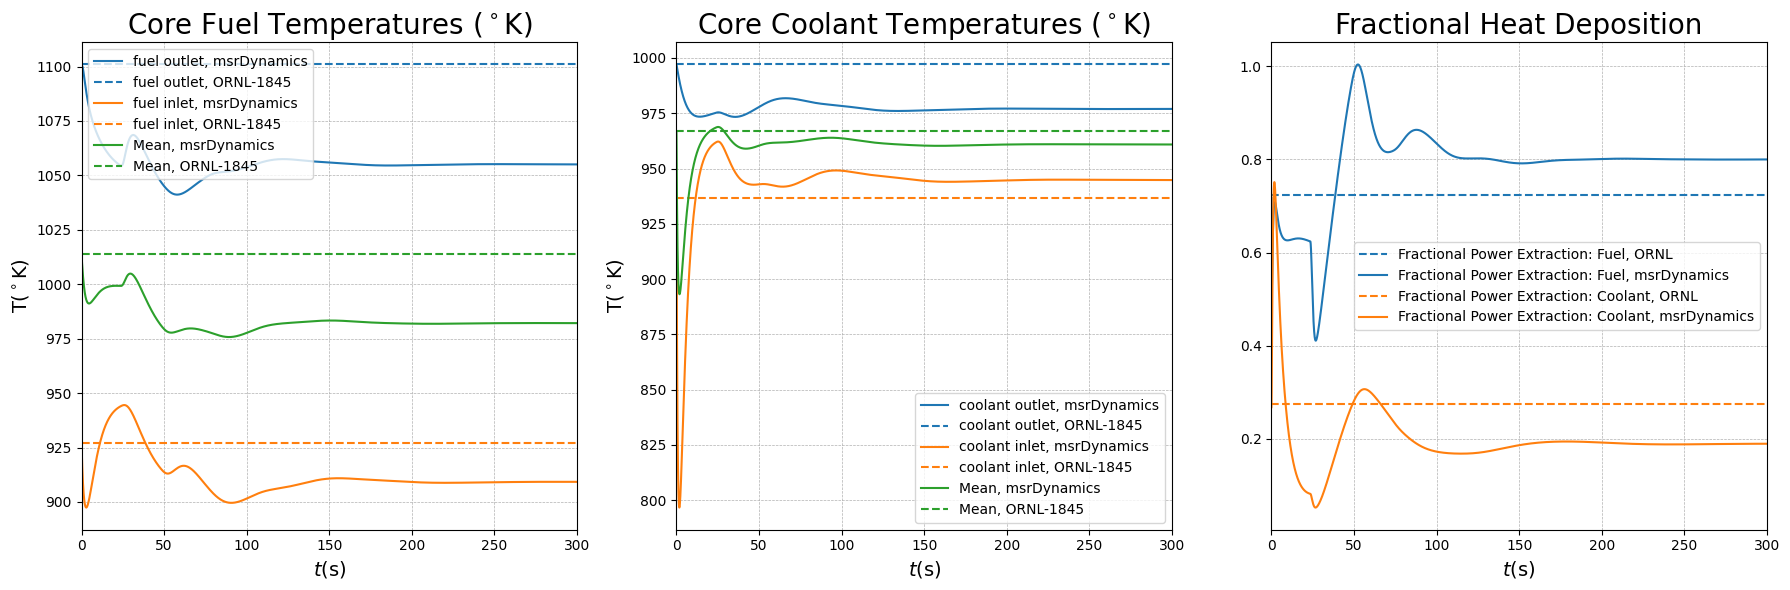 Core Fuel Temperatures (°K)
T(°K)
1100
1075
1050
1025
1000
975
950
925
900
fuel outlet, msrDynamics
fuel outlet, ORNL-1845
fuel inlet, msrDynamics
fuel inlet, ORNL-1845
Mean, msrDynamics
Mean, ORNL-1845
0 50 100 150 200 250 300
t(s)
Core Coolant Temperatures (°K)
T(°K)
1000
975
950
925
900
875
850
825
800
coolant outlet, msrDynamics
coolant outlet, ORNL-1845
coolant inlet, msrDynamics
coolant inlet, ORNL-1845
Mean, msrDynamics
Mean, ORNL-1845
0 50 100 150 200 250 300
t(s)
Fractional Heat Deposition
1.0
0.8
0.6
0.4
0.2
Fractional Power Extraction: Fuel, ORNL
Fractional Power Extraction: Fuel, msrDynamics
Fractional Power Extraction: Coolant, ORNL
Fractional Power Extraction: Coolant, msrDynamics
0 50 100 150 200 250 300
t(s)